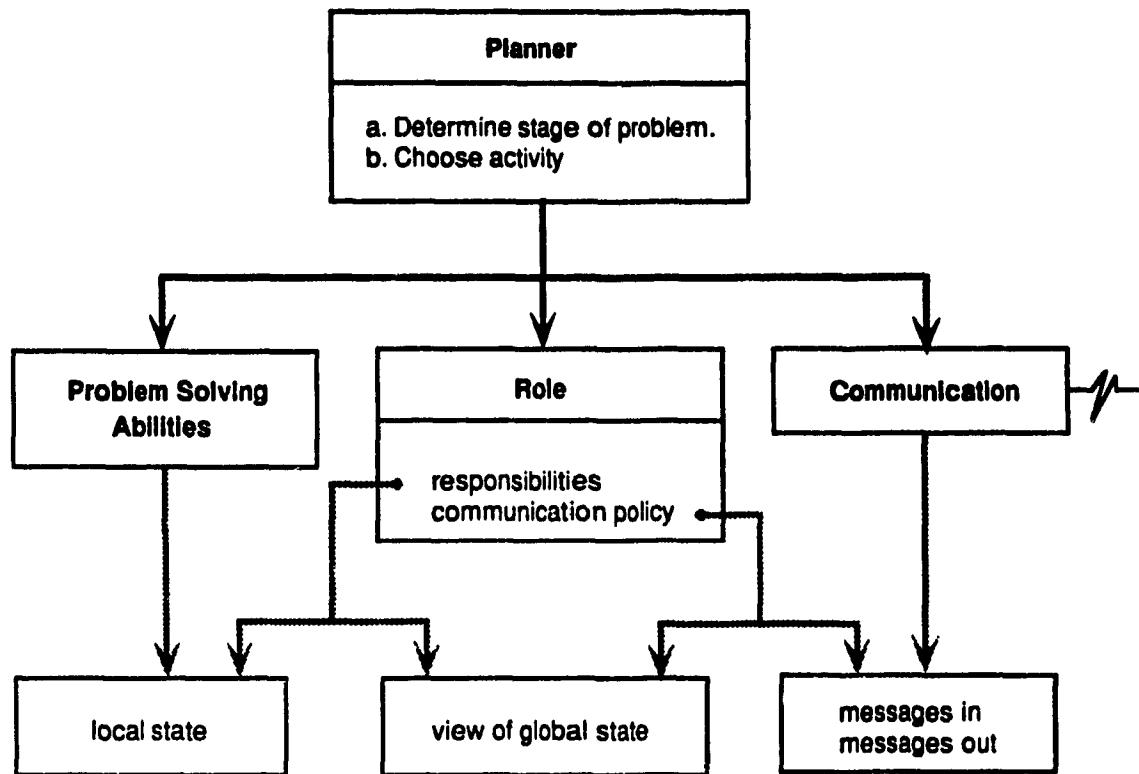 Planner
a. Determine stage of problem.
b. Choose activity
Problem Solving
Abilities
Role
responsibilities
communication policy
Communication
local state
view of global state
messages in
messages out